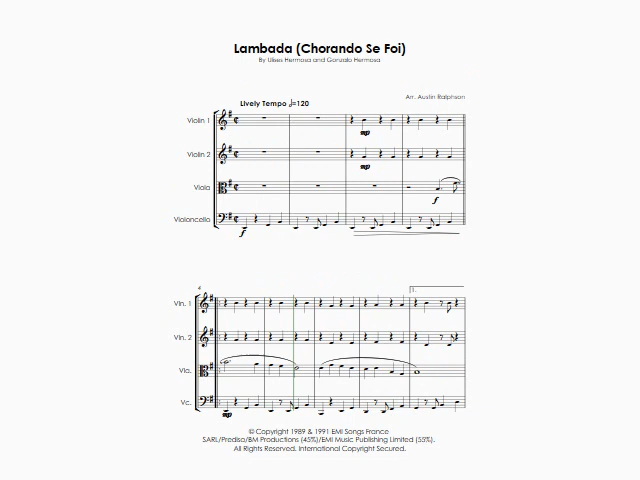 Lambada (Chorando Se Foi)
By Ulises Hermosa and Gonzalo Hermosa
Arr. Austin Ralphson
Lively Tempo ♩=120
Violin 1
mp
Violin 2
mp
Viola
f
Violoncello
f
4
1.
Vln. 1
Vln. 2
Vla.
Vc.
mp
© Copyright 1989 & 1991 EMI Songs France
SARL/Predisa/BM Productions (45%)/EMI Music Publishing Limited (55%).
All Rights Reserved. International Copyright Secured.